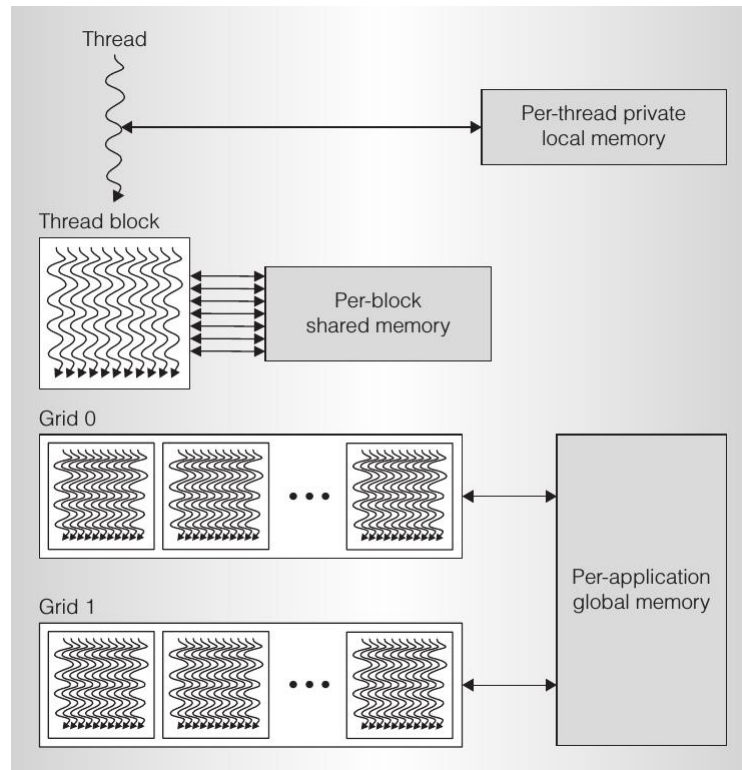 Thread
Per-thread private
local memory
Thread block
Per-block
shared memory
Grid 0
Per-application
global memory
Grid 1